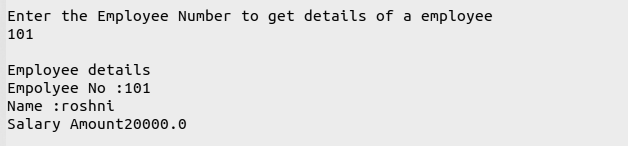 Enter the Employee Number to get details of a employee
101
Employee details
Empolyee No :101
Name :roshni
Salary Amount20000.0